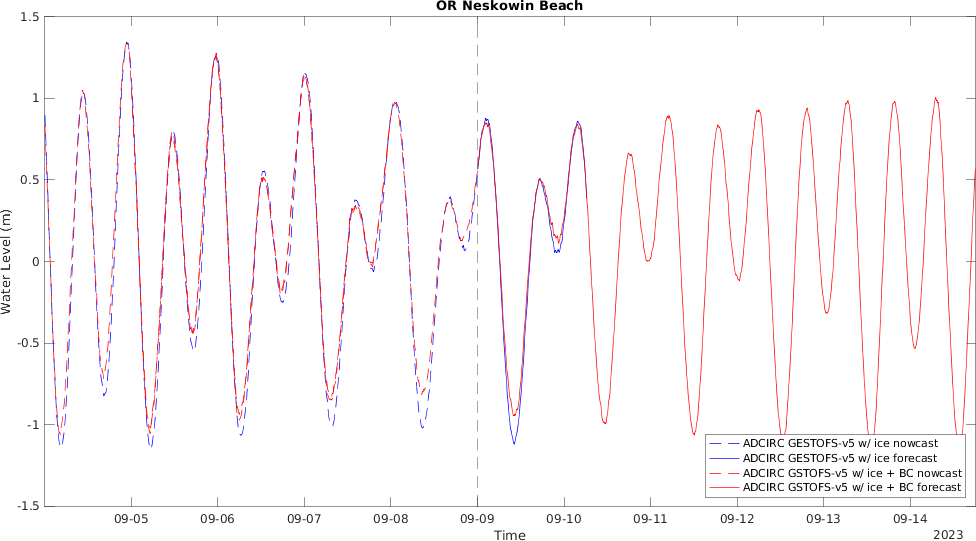 OR Neskowin Beach
1.5
1
0.5
0
-0.5
-1
-1.5
Water Level (m)
09-05 09-06 09-07 09-08 09-09 09-10 09-11 09-12 09-13 09-14
Time
2023
ADCIRC GESTOFS-v5 w/ ice nowcast
ADCIRC GESTOFS-v5 w/ ice forecast
ADCIRC GSTOFS-v5 w/ ice + BC nowcast
ADCIRC GSTOFS-v5 w/ ice + BC forecast